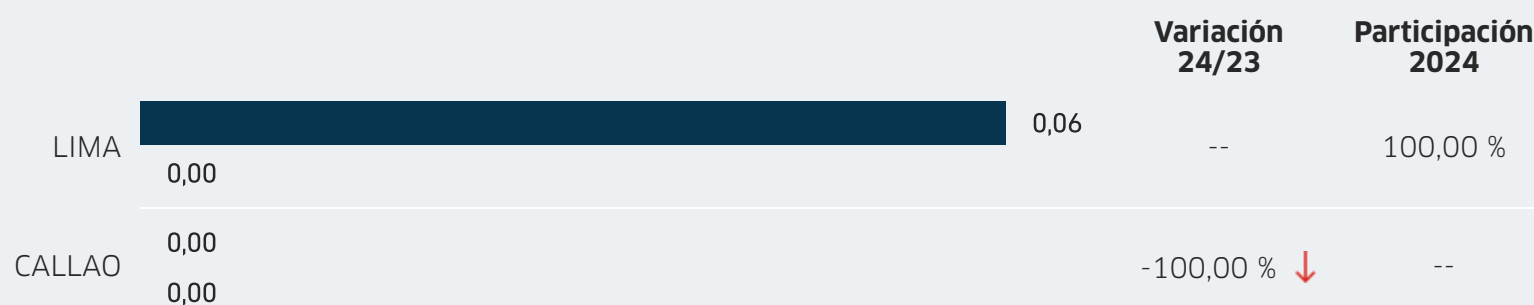 Variación
24/23
Participación
2024
LIMA
0,06
0,00
--
100,00 %
CALLAO
0,00
0,00
-100,00 %
--